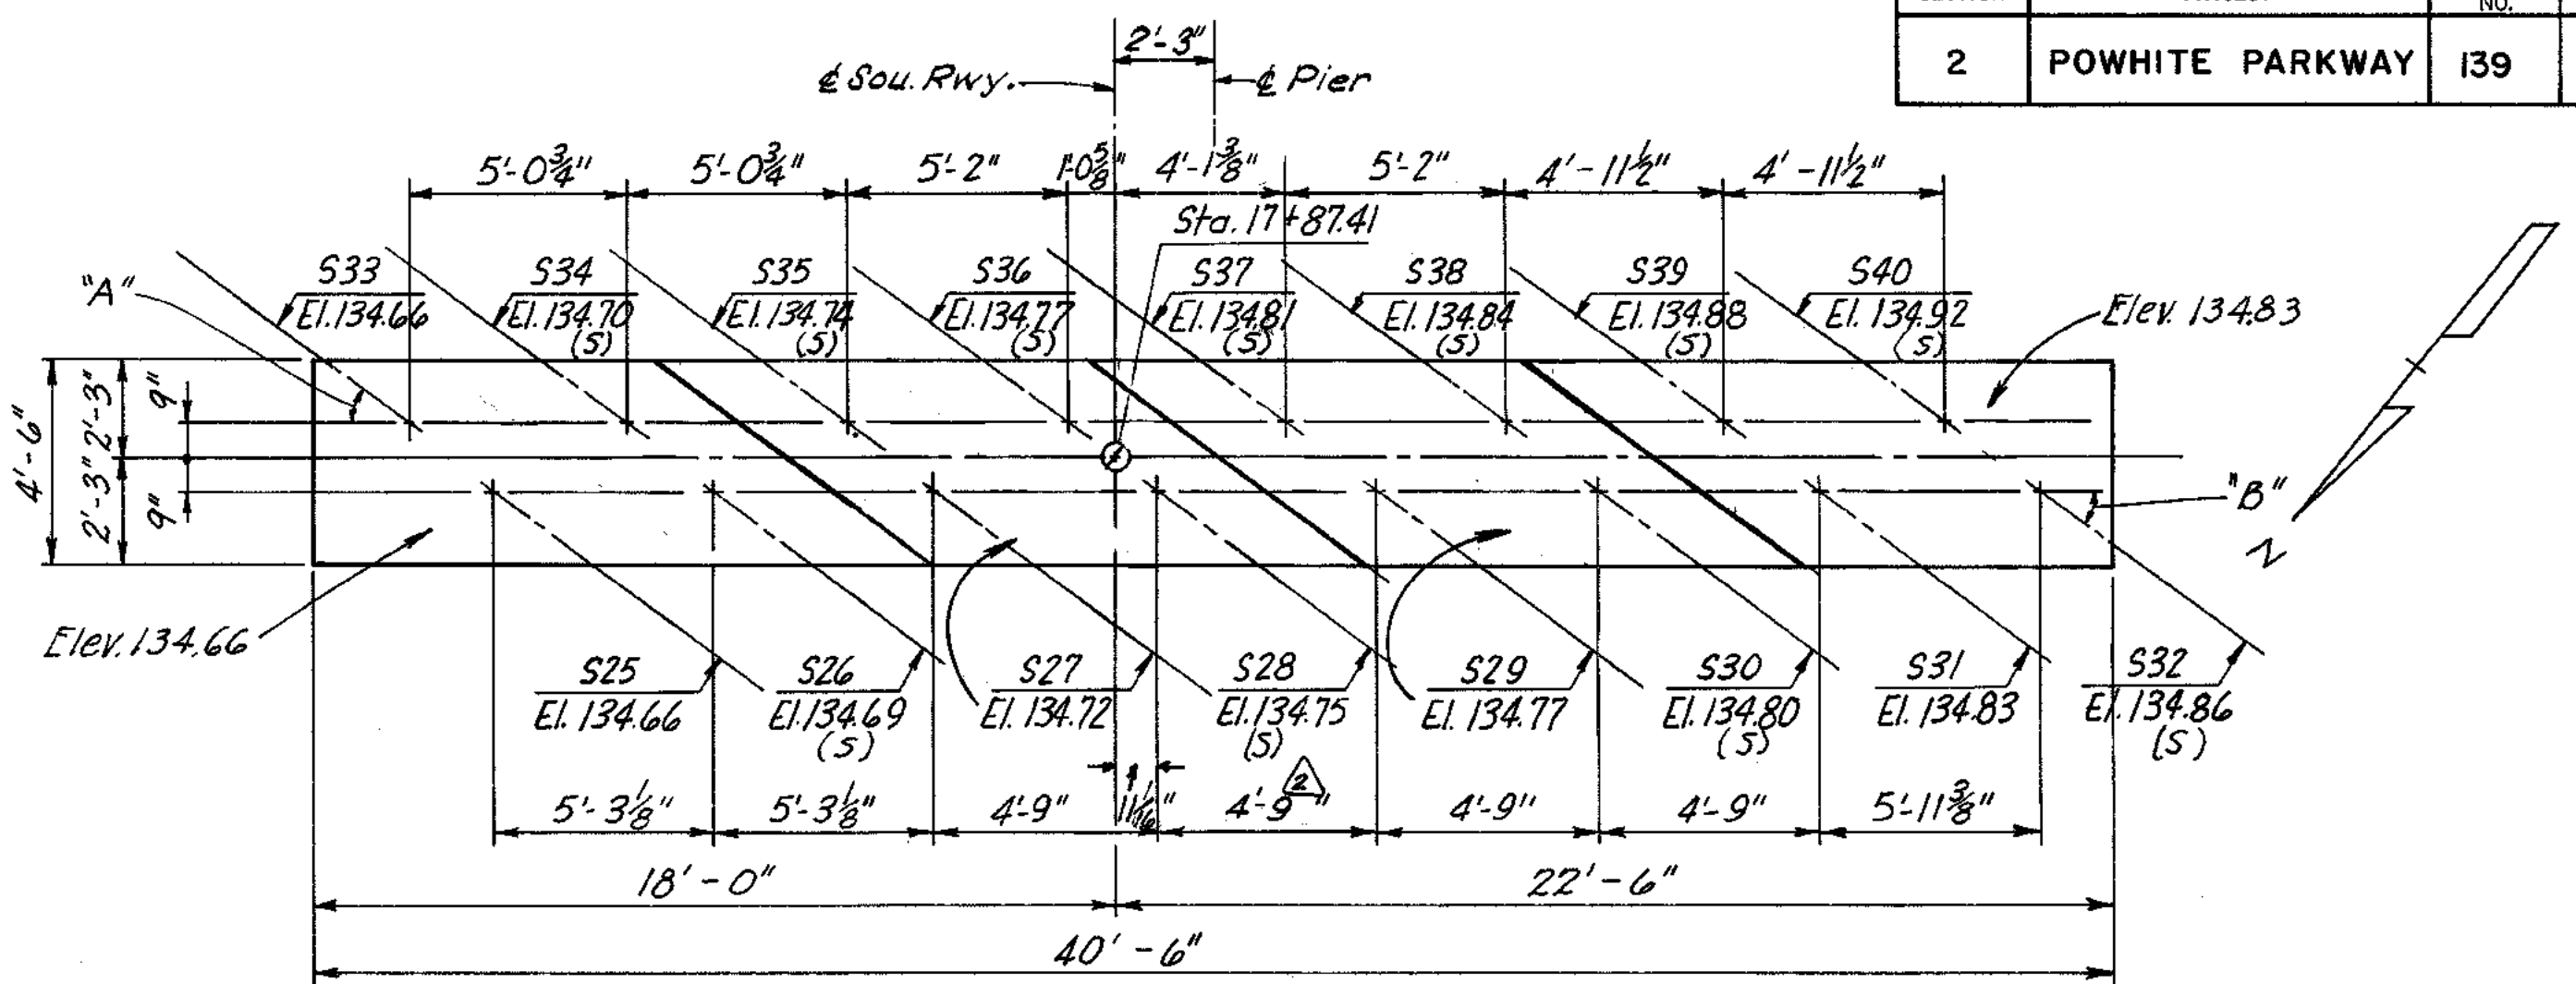 NO.
2 POWHITE PARKWAY 139
2'-3"
℄ Sou. Rwy. ℄ Pier
5'-0¾" 5'-0¾" 5'-2" 1'-0⅝" 4'-1⅜" 5'-2" 4'-11½" 4'-11½"
Sta. 17+87.41
"A" S33 S34 S35 S36 S37 S38 S39 S40
El. 134.66 El. 134.70 El. 134.74 El. 134.77 El. 134.81 El. 134.84 El. 134.88 El. 134.92 Elev. 134.83
(S) (S) (S) (S) (S) (S) (S)
4'-6" 2'-3" 9"
2'-3" 9"
"B"
N
Elev. 134.66
S25 S26 S27 S28 S29 S30 S31 S32
El. 134.66 El. 134.69 El. 134.72 El. 134.75 El. 134.77 El. 134.80 El. 134.83 El. 134.86
(S) (S) (S) (S)
2
5'-3⅛" 5'-3⅛" 4'-9" 4'-9" 4'-9" 4'-9" 5'-11⅜"
18'-0" 22'-6"
40'-6"